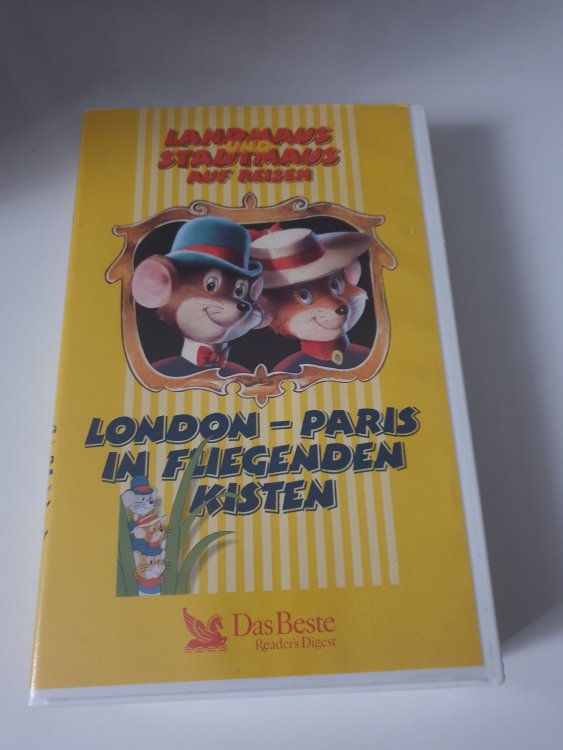 LANDMAUS
UND
STADTMAUS
AUF REISEN
LONDON – PARIS
IN FLIEGENDEN
KISTEN
Das Beste
Reader's Digest